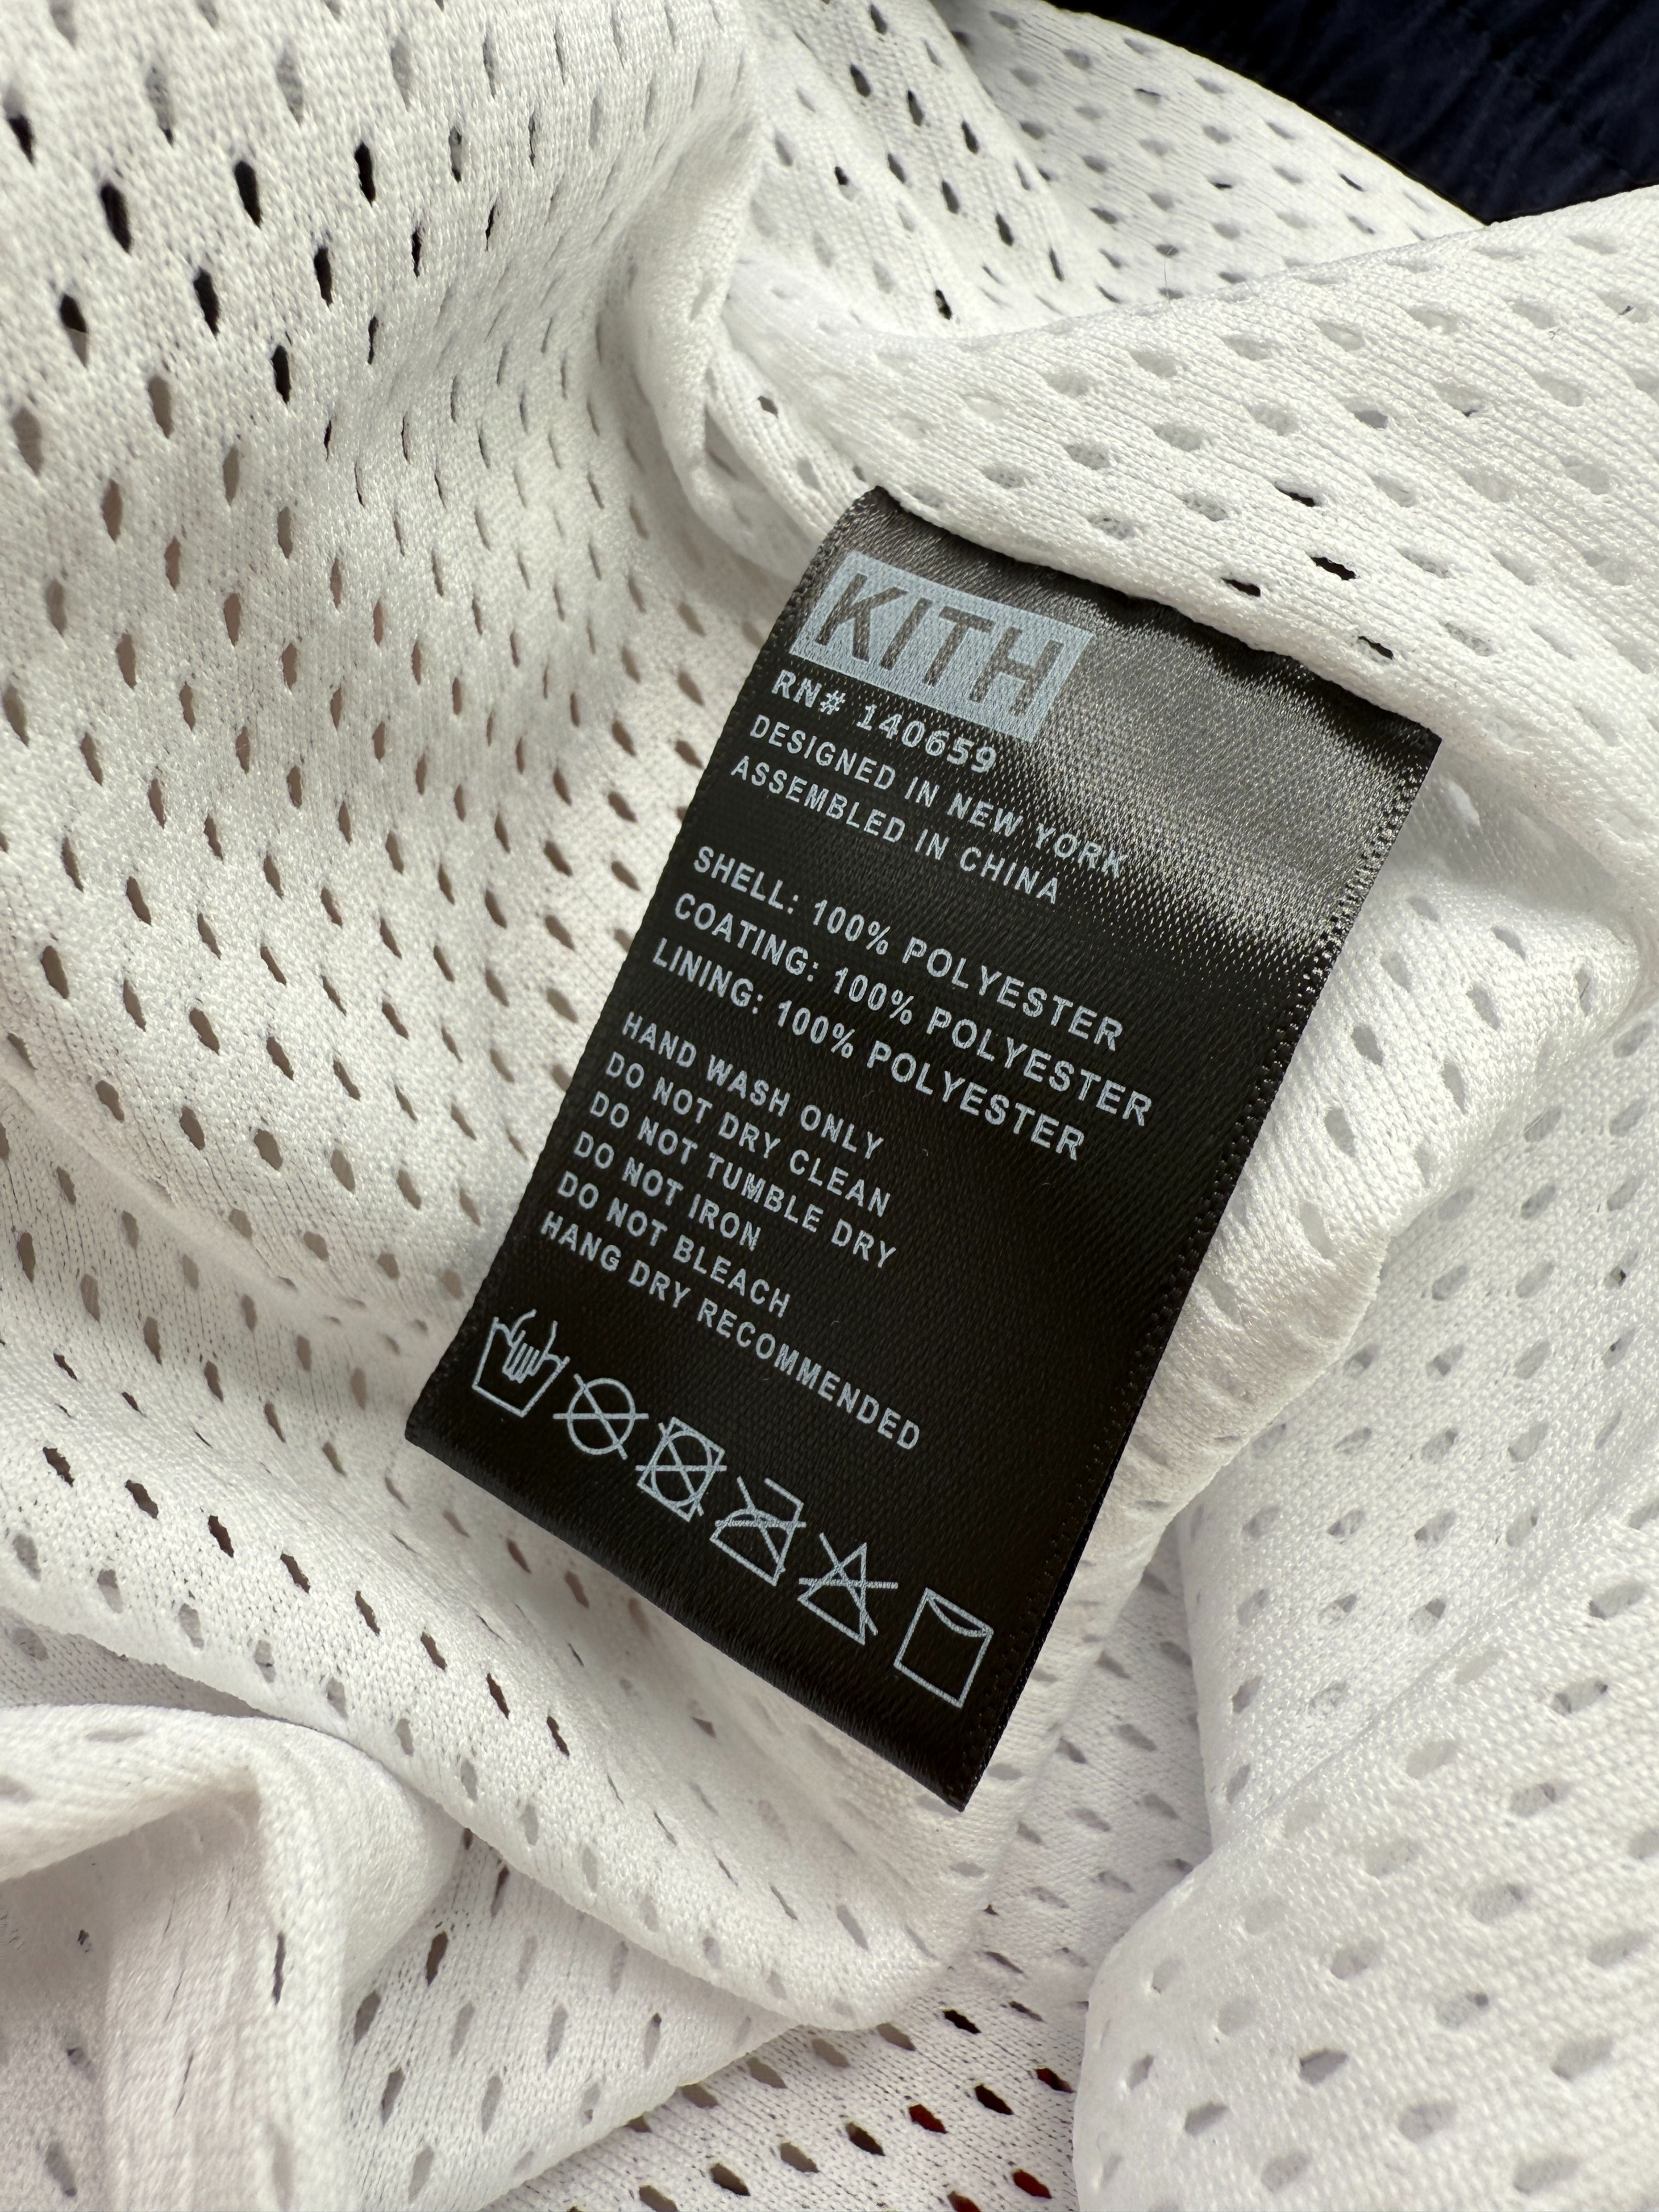 KITH
RN# 140659
DESIGNED IN NEW YORK
ASSEMBLED IN CHINA
SHELL: 100% POLYESTER
COATING: 100% POLYESTER
LINING: 100% POLYESTER
HAND WASH ONLY
DO NOT DRY CLEAN
DO NOT TUMBLE DRY
DO NOT IRON
DO NOT BLEACH
HANG DRY RECOMMENDED